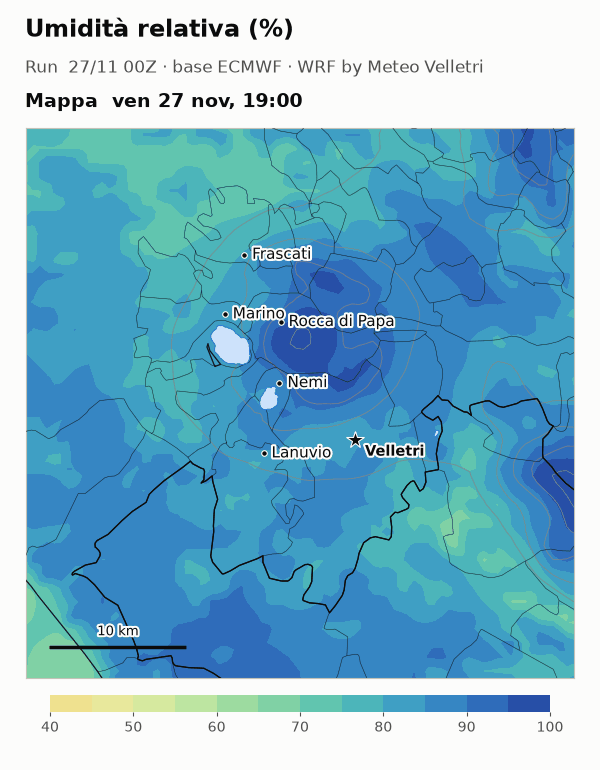 Umidità relativa (%)
Run  27/11 00Z · base ECMWF · WRF by Meteo Velletri
Mappa  ven 27 nov, 19:00
Frascati
Marino
Rocca di Papa
Nemi
Velletri
Lanuvio
10 km
40 50 60 70 80 90 100